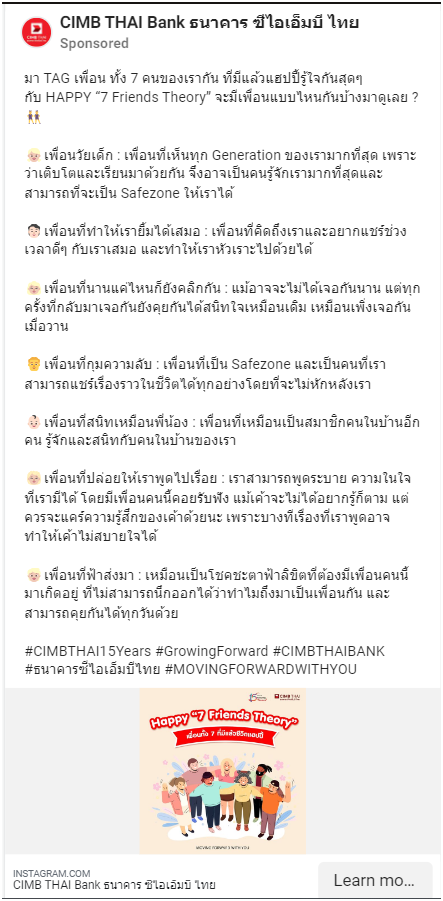 CIMB THAI Bank ธนาคาร ซีไอเอ็มบี ไทย
Sponsored
มา TAG เพื่อน ทั้ง 7 คนของเรากัน ที่มีแล้วแฮปปี้รู้ใจกันสุดๆ
กับ HAPPY “7 Friends Theory” จะมีเพื่อนแบบไหนกันบ้างมาดูเลย ?
👯
👶🏼 เพื่อนวัยเด็ก : เพื่อนที่เห็นทุก Generation ของเรามากที่สุด เพราะ
ว่าเติบโตและเรียนมาด้วยกัน จึงอาจเป็นคนรู้จักเรามากที่สุดและ
สามารถที่จะเป็น Safezone ให้เราได้
เพื่อนที่ทำให้เรายิ้มได้เสมอ : เพื่อนที่คิดถึงเราและอยากแชร์ช่วง
เวลาดีๆ กับเราเสมอ และทำให้เราหัวเราะไปด้วยได้
เพื่อนที่นานแค่ไหนก็ยังคลิกกัน : แม้อาจจะไม่ได้เจอกันนาน แต่ทุก
ครั้งที่กลับมาเจอกันยังคุยกันได้สนิทใจเหมือนเดิม เหมือนเพิ่งเจอกัน
เมื่อวาน
เพื่อนที่กุมความลับ : เพื่อนที่เป็น Safezone และเป็นคนที่เรา
สามารถแชร์เรื่องราวในชีวิตได้ทุกอย่างโดยที่จะไม่หักหลังเรา
เพื่อนที่สนิทเหมือนพี่น้อง : เพื่อนที่เหมือนเป็นสมาชิกคนในบ้านอีก
คน รู้จักและสนิทกับคนในบ้านของเรา
เพื่อนที่ปล่อยให้เราพูดไปเรื่อย : เราสามารถพูดระบาย ความในใจ
ที่เรามีได้ โดยมีเพื่อนคนนี้คอยรับฟัง แม้เค้าจะไม่ได้อยากรู้ก็ตาม แต่
ควรจะแคร์ความรู้สึกของเค้าด้วยนะ เพราะบางทีเรื่องที่เราพูดอาจ
ทำให้เค้าไม่สบายใจได้
เพื่อนที่ฟ้าส่งมา : เหมือนเป็นโชคชะตาฟ้าลิขิตที่ต้องมีเพื่อนคนนี้
มาเกิดอยู่ ที่ไม่สามารถนึกออกได้ว่าทำไมถึงมาเป็นเพื่อนกัน และ
สามารถคุยกันได้ทุกวันด้วย
#CIMBTHAI15Years #GrowingForward #CIMBTHAIBANK
#ธนาคารซีไอเอ็มบีไทย #MOVINGFORWARDWITHYOU
CIMB THAI
Happy “7 Friends Theory”
เพื่อนทั้ง 7 ที่มีแล้วชีวิตแฮปปี้
MOVING FORWARD WITH YOU
INSTAGRAM.COM
CIMB THAI Bank ธนาคาร ซีไอเอ็มบี ไทย
Learn mo...